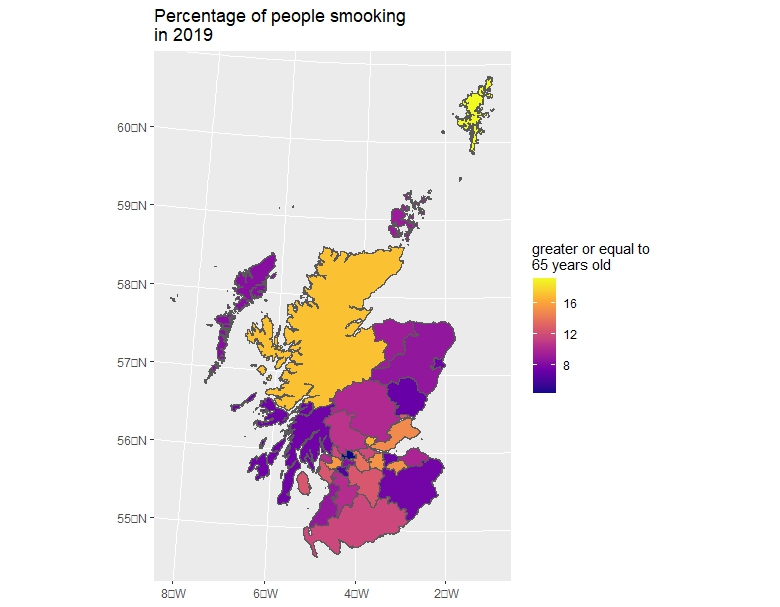 Percentage of people smooking
in 2019
60□N
59□N
58□N
57□N
56□N
55□N
8□W
6□W
4□W
2□W
greater or equal to
65 years old
16
12
8